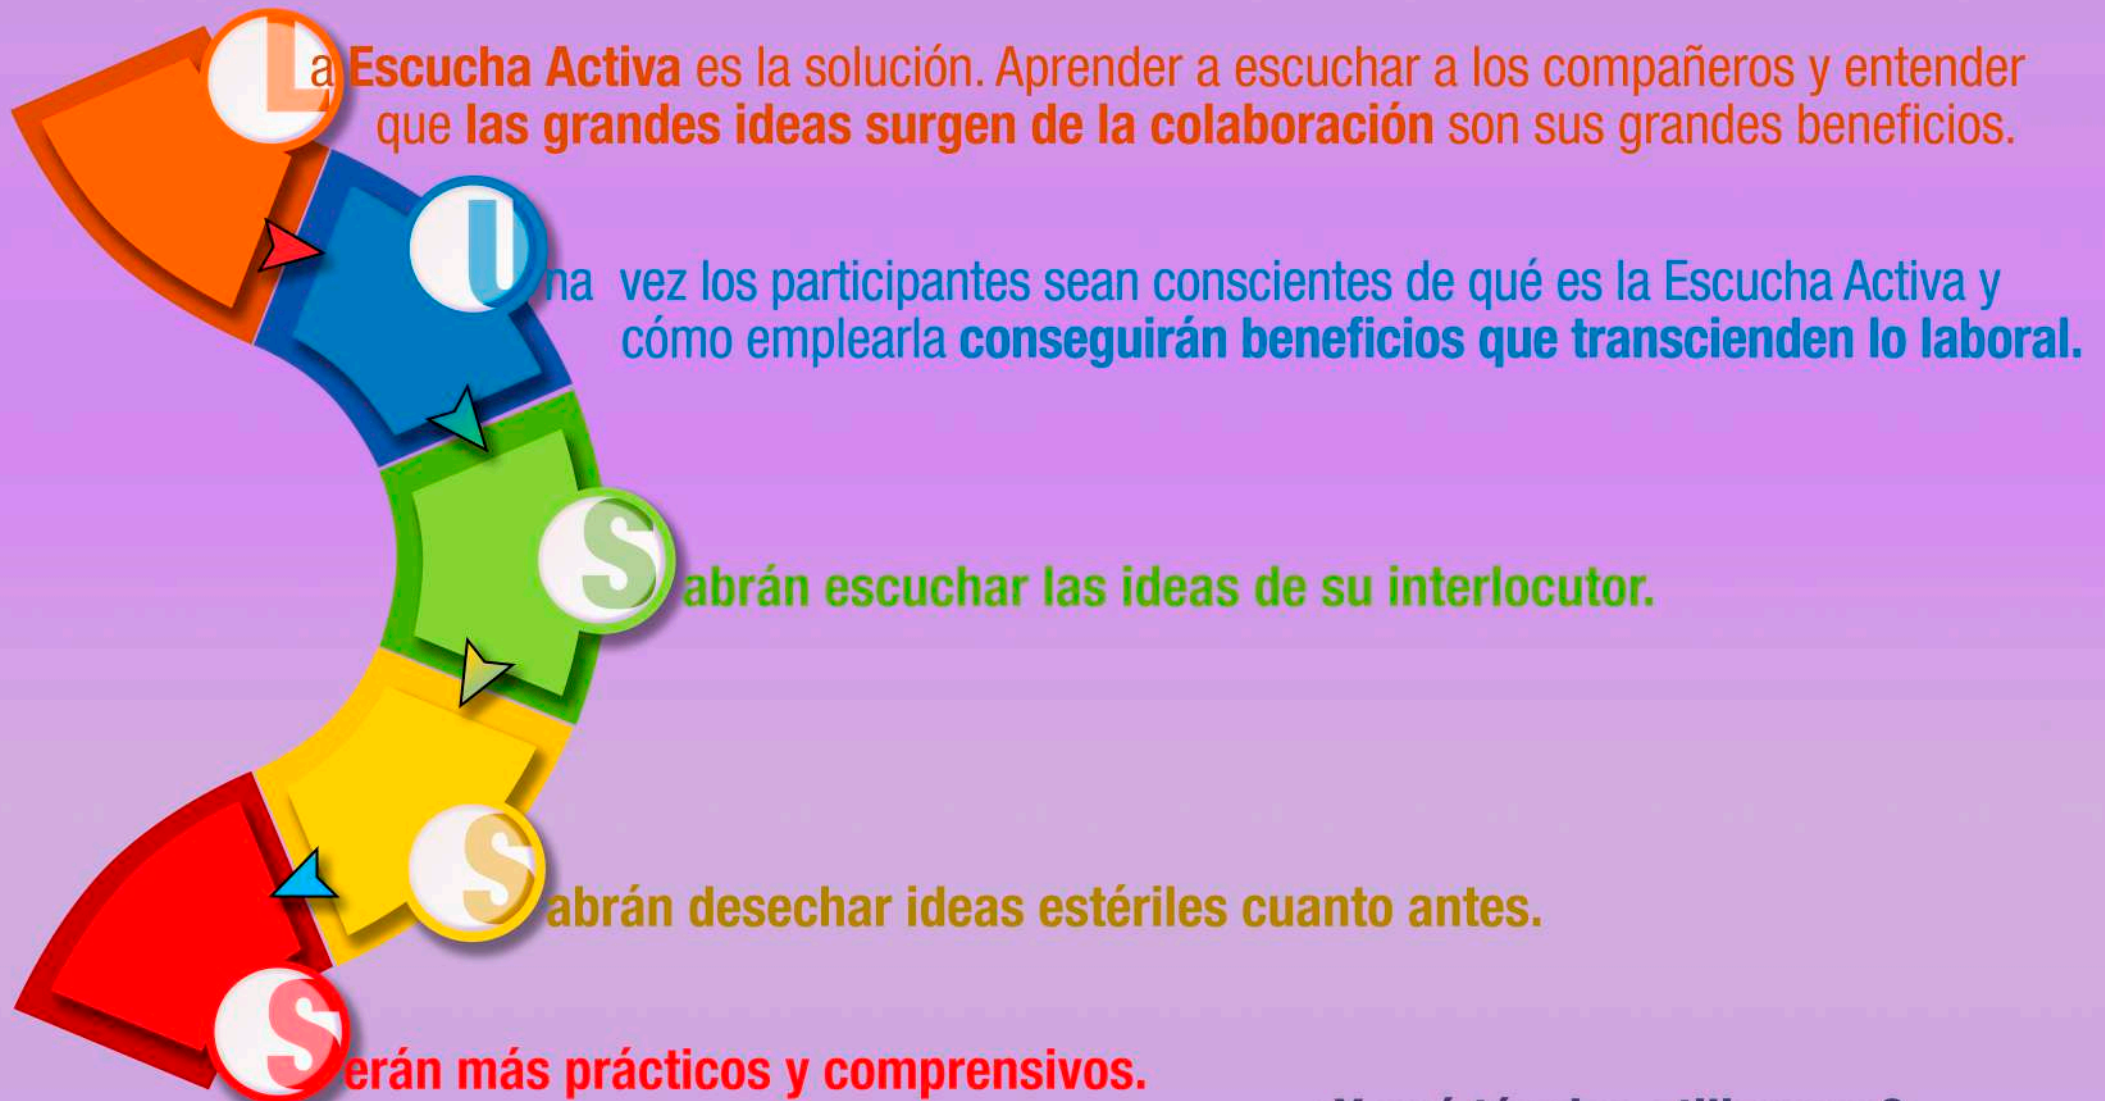 La Escucha Activa es la solución. Aprender a escuchar a los compañeros y entender
que las grandes ideas surgen de la colaboración son sus grandes beneficios.
Una vez los participantes sean conscientes de qué es la Escucha Activa y
cómo emplearla conseguirán beneficios que transcienden lo laboral.
Sabrán escuchar las ideas de su interlocutor.
Sabrán desechar ideas estériles cuanto antes.
Serán más prácticos y comprensivos.